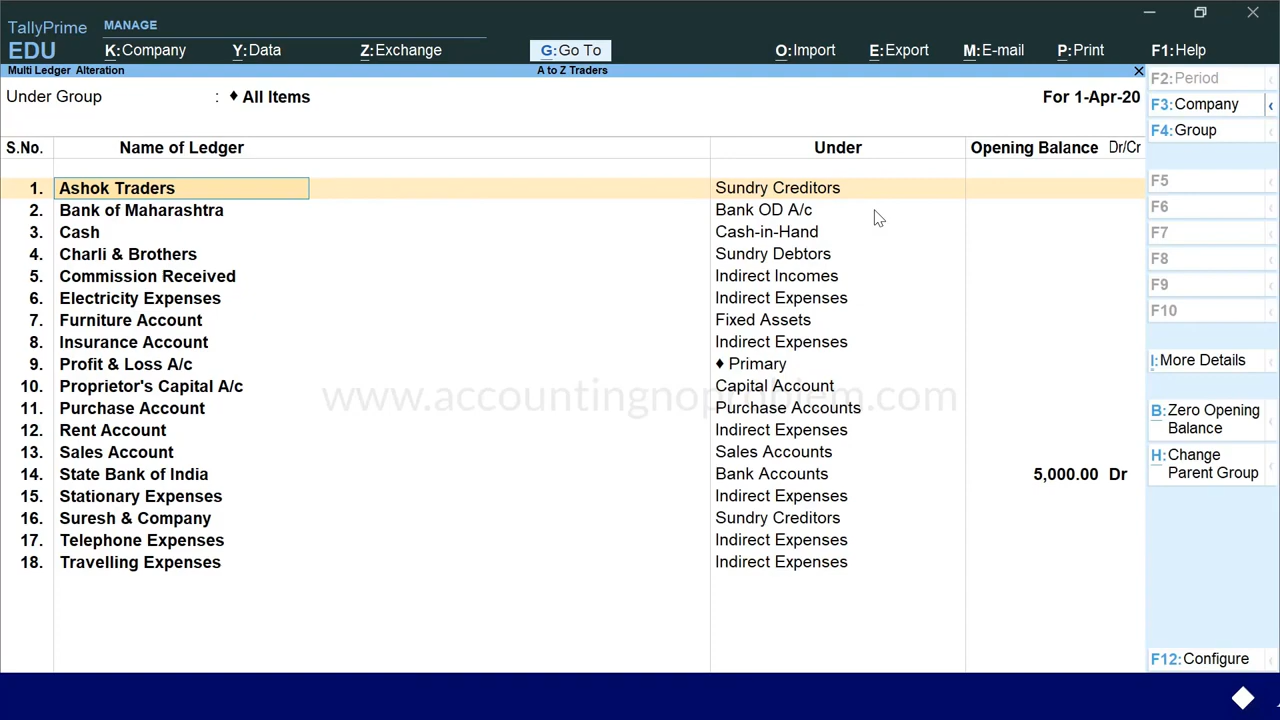 TallyPrime MANAGE
EDU K:Company Y:Data Z:Exchange G:Go To O:Import E:Export M:E-mail P:Print F1:Help
Multi Ledger Alteration A to Z Traders
Under Group : ♦ All Items For 1-Apr-20
S.No. Name of Ledger Under Opening Balance Dr/Cr
1. Ashok Traders Sundry Creditors
2. Bank of Maharashtra Bank OD A/c
3. Cash Cash-in-Hand
4. Charli & Brothers Sundry Debtors
5. Commission Received Indirect Incomes
6. Electricity Expenses Indirect Expenses
7. Furniture Account Fixed Assets
8. Insurance Account Indirect Expenses
9. Profit & Loss A/c ♦ Primary
10. Proprietor's Capital A/c Capital Account
www.accountingnoproblem.com
11. Purchase Account Purchase Accounts
12. Rent Account Indirect Expenses
13. Sales Account Sales Accounts
14. State Bank of India Bank Accounts 5,000.00 Dr
15. Stationary Expenses Indirect Expenses
16. Suresh & Company Sundry Creditors
17. Telephone Expenses Indirect Expenses
18. Travelling Expenses Indirect Expenses
F2:Period
F3:Company
F4:Group
F5
F6
F7
F8
F9
F10
I:More Details
B:Zero Opening
Balance
H:Change
Parent Group
F12:Configure